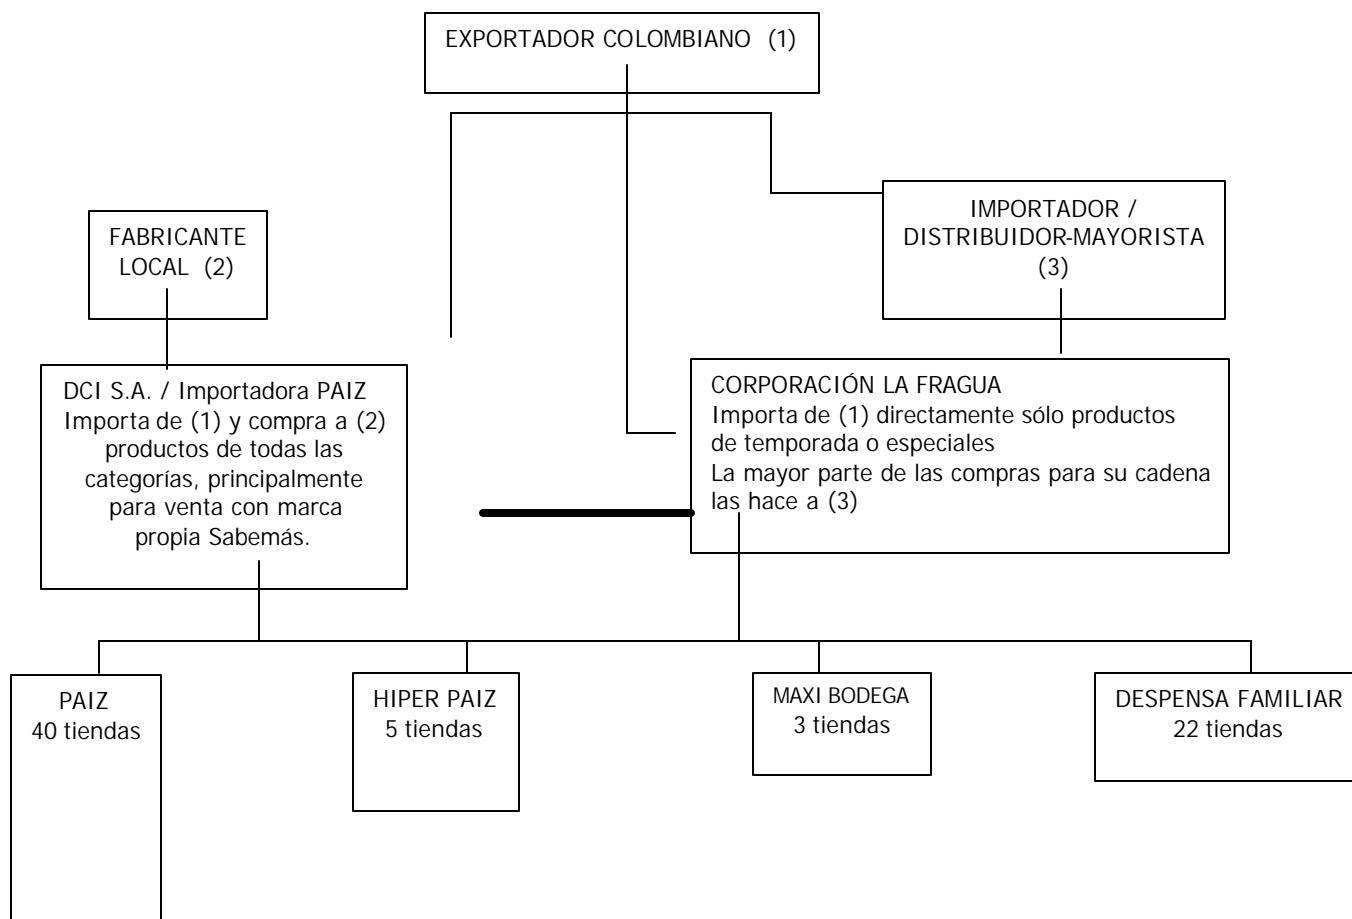 EXPORTADOR COLOMBIANO (1)
IMPORTADOR /
DISTRIBUIDOR-MAYORISTA
(3)
FABRICANTE
LOCAL (2)
DCI S.A. / Importadora PAIZ
Importa de (1) y compra a (2)
productos de todas las
categorías, principalmente
para venta con marca
propia Sabemás.
CORPORACIÓN LA FRAGUA
Importa de (1) directamente sólo productos
de temporada o especiales
La mayor parte de las compras para su cadena
las hace a (3)
PAIZ
40 tiendas
HIPER PAIZ
5 tiendas
MAXI BODEGA
3 tiendas
DESPENSA FAMILIAR
22 tiendas